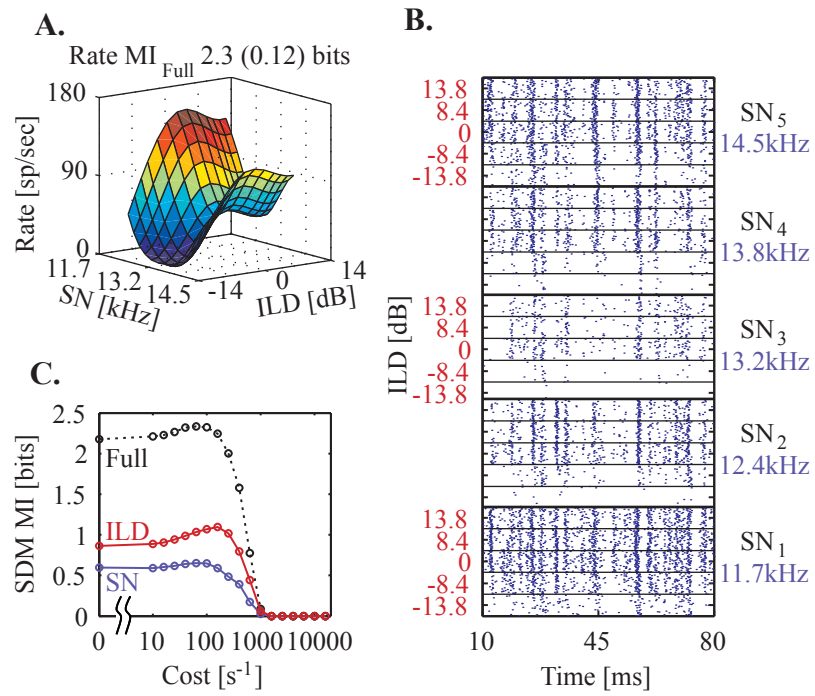 A.
Rate MI Full 2.3 (0.12) bits
180
90
0
Rate [sp/sec]
11.7
13.2
14.5
SN [kHz]
-14
0
14
ILD [dB]
B.
13.8
8.4
0
-8.4
-13.8
13.8
8.4
0
-8.4
-13.8
13.8
8.4
0
-8.4
-13.8
ILD [dB]
SN5
14.5kHz
SN4
13.8kHz
SN3
13.2kHz
SN2
12.4kHz
SN1
11.7kHz
10
45
80
Time [ms]
C.
2.5
2
1.5
1
0.5
0
SDM MI [bits]
Full
ILD
SN
0
10
100
1000
10000
Cost [s-1]